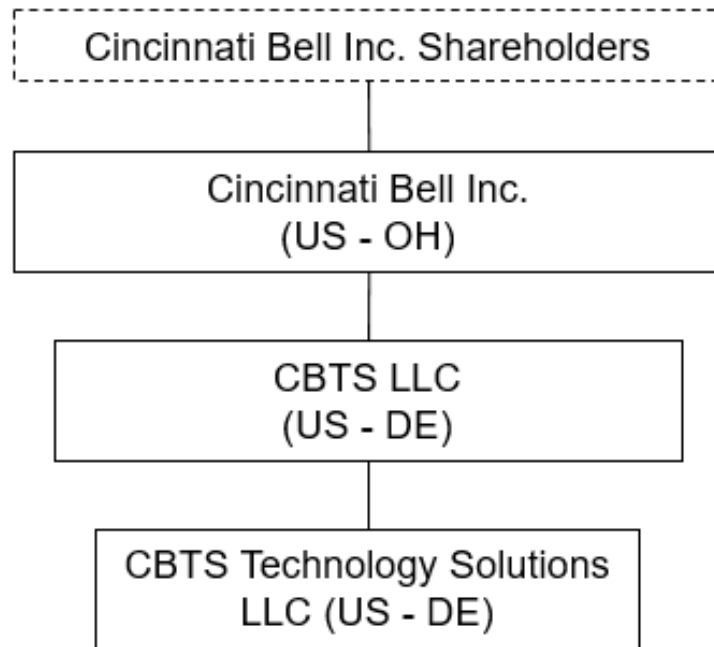 Cincinnati Bell Inc. Shareholders
Cincinnati Bell Inc.
(US - OH)
CBTS LLC
(US - DE)
CBTS Technology Solutions
LLC (US - DE)